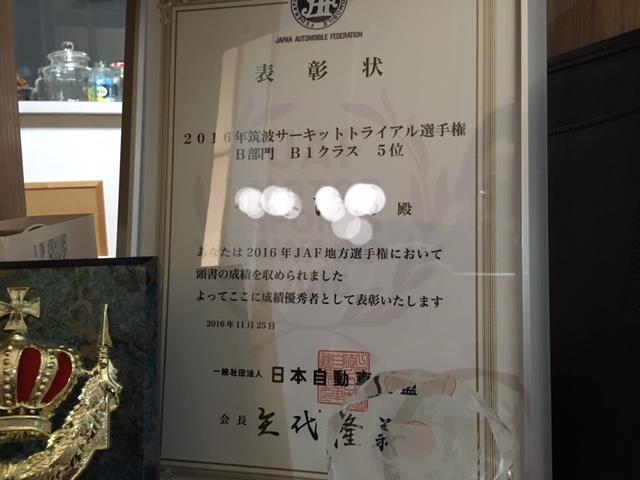 JAPAN AUTOMOBILE FEDERATION
表彰状
2016年筑波サーキットトライアル選手権
B部門 B1クラス 5位
殿
あなたは2016年JAF地方選手権において
頭書の成績を収められました
よってここに成績優秀者として表彰いたします
2016年11月25日
一般社団法人 日本自動車 盟
会長 矢代隆義